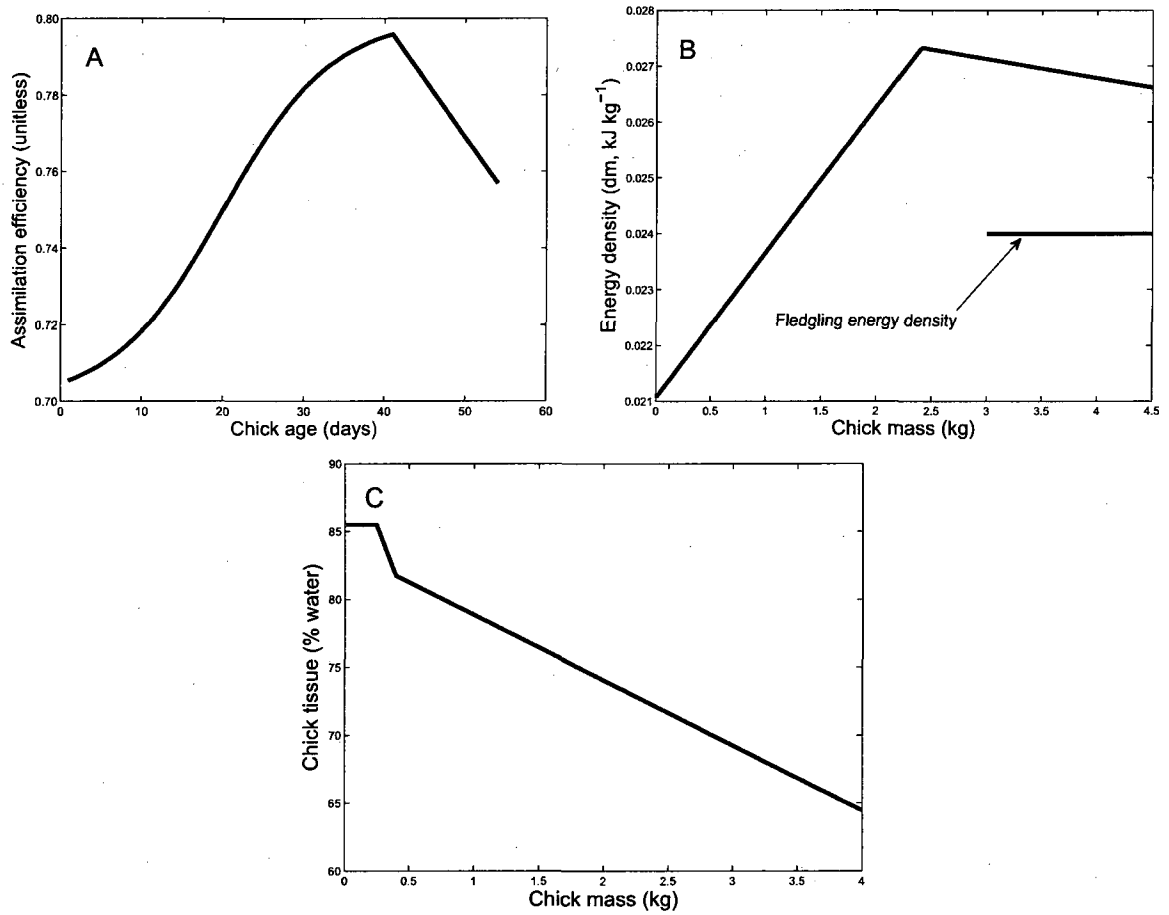 A
Assimilation efficiency (unitless)
0.80
0.78
0.76
0.74
0.72
0.70
0 10 20 30 40 50 60
Chick age (days)
B
Energy density (dm, kJ kg⁻¹)
0.028
0.027
0.026
0.025
0.024
0.023
0.022
0.021
Fledgling energy density
0 0.5 1 1.5 2 2.5 3 3.5 4 4.5
Chick mass (kg)
C
Chick tissue (% water)
90
85
80
75
70
65
60
0 0.5 1 1.5 2 2.5 3 3.5 4
Chick mass (kg)